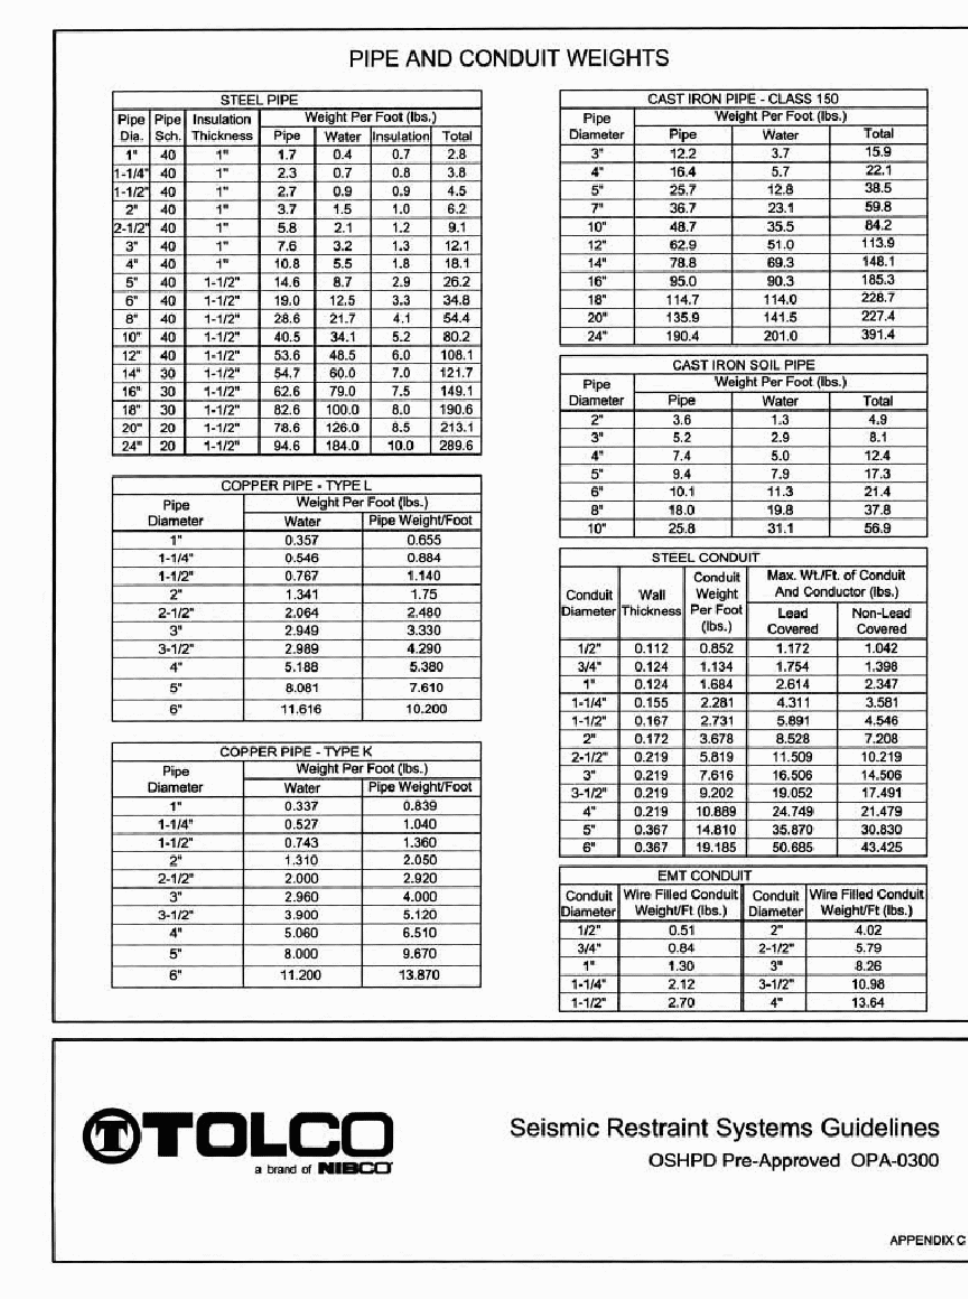 PIPE AND CONDUIT WEIGHTS
STEEL PIPE
Pipe Dia. Pipe Sch. Insulation Thickness Weight Per Foot (lbs.)
Pipe Water Insulation Total
1" 40 1" 1.7 0.4 0.7 2.8
1-1/4" 40 1" 2.3 0.7 0.8 3.8
1-1/2" 40 1" 2.7 0.9 0.9 4.5
2" 40 1" 3.7 1.5 1.0 6.2
2-1/2" 40 1" 5.8 2.1 1.2 9.1
3" 40 1" 7.6 3.2 1.3 12.1
4" 40 1" 10.8 5.5 1.8 18.1
5" 40 1-1/2" 14.6 8.7 2.9 26.2
6" 40 1-1/2" 19.0 12.5 3.3 34.8
8" 40 1-1/2" 28.6 21.7 4.1 54.4
10" 40 1-1/2" 40.5 34.1 5.2 80.2
12" 40 1-1/2" 53.6 48.5 6.0 108.1
14" 30 1-1/2" 54.7 60.0 7.0 121.7
16" 30 1-1/2" 62.6 79.0 7.5 149.1
18" 30 1-1/2" 82.6 100.0 8.0 190.6
20" 20 1-1/2" 78.6 126.0 8.5 213.1
24" 20 1-1/2" 94.6 184.0 10.0 289.6
COPPER PIPE - TYPE L
Pipe Diameter Weight Per Foot (lbs.)
Water Pipe Weight/Foot
1" 0.357 0.655
1-1/4" 0.546 0.884
1-1/2" 0.767 1.140
2" 1.341 1.75
2-1/2" 2.064 2.480
3" 2.949 3.330
3-1/2" 2.989 4.290
4" 5.188 5.380
5" 8.081 7.610
6" 11.616 10.200
COPPER PIPE - TYPE K
Pipe Diameter Weight Per Foot (lbs.)
Water Pipe Weight/Foot
1" 0.337 0.839
1-1/4" 0.527 1.040
1-1/2" 0.743 1.360
2" 1.310 2.050
2-1/2" 2.000 2.920
3" 2.960 4.000
3-1/2" 3.900 5.120
4" 5.060 6.510
5" 8.000 9.670
6" 11.200 13.870
CAST IRON PIPE - CLASS 150
Pipe Diameter Weight Per Foot (lbs.)
Pipe Water Total
3" 12.2 3.7 15.9
4" 16.4 5.7 22.1
5" 25.7 12.8 38.5
7" 36.7 23.1 59.8
10" 48.7 35.5 84.2
12" 62.9 51.0 113.9
14" 78.8 69.3 148.1
16" 95.0 90.3 185.3
18" 114.7 114.0 228.7
20" 135.9 141.5 227.4
24" 190.4 201.0 391.4
CAST IRON SOIL PIPE
Pipe Diameter Weight Per Foot (lbs.)
Pipe Water Total
2" 3.6 1.3 4.9
3" 5.2 2.9 8.1
4" 7.4 5.0 12.4
5" 9.4 7.9 17.3
6" 10.1 11.3 21.4
8" 18.0 19.8 37.8
10" 25.8 31.1 56.9
STEEL CONDUIT
Conduit Diameter Wall Thickness Conduit Weight Per Foot (lbs.) Max. Wt./Ft. of Conduit And Conductor (lbs.)
Lead Covered Non-Lead Covered
1/2" 0.112 0.852 1.172 1.042
3/4" 0.124 1.134 1.754 1.398
1" 0.124 1.684 2.614 2.347
1-1/4" 0.155 2.281 4.311 3.581
1-1/2" 0.167 2.731 5.891 4.546
2" 0.172 3.678 8.528 7.208
2-1/2" 0.219 5.819 11.509 10.219
3" 0.219 7.616 16.506 14.506
3-1/2" 0.219 9.202 19.052 17.491
4" 0.219 10.889 24.749 21.479
5" 0.367 14.810 35.870 30.830
6" 0.367 19.185 50.685 43.425
EMT CONDUIT
Conduit Diameter Wire Filled Conduit Weight/Ft (lbs.) Conduit Diameter Wire Filled Conduit Weight/Ft (lbs.)
1/2" 0.51 2" 4.02
3/4" 0.84 2-1/2" 5.79
1" 1.30 3" 8.26
1-1/4" 2.12 3-1/2" 10.98
1-1/2" 2.70 4" 13.64
TOLCO
a brand of NIBCO
Seismic Restraint Systems Guidelines
OSHPD Pre-Approved OPA-0300
APPENDIX C